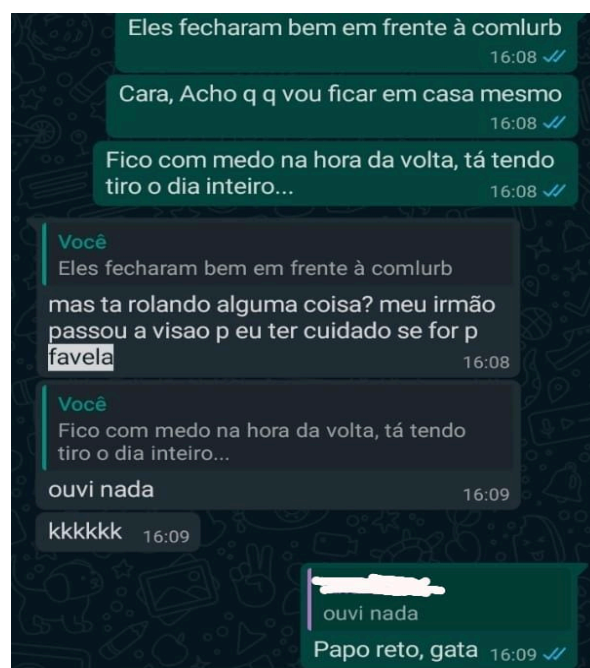 Eles fecharam bem em frente à comlurb
16:08
Cara, Acho q q vou ficar em casa mesmo
16:08
Fico com medo na hora da volta, tá tendo
tiro o dia inteiro...
16:08
Você
Eles fecharam bem em frente à comlurb
mas ta rolando alguma coisa? meu irmão
passou a visao p eu ter cuidado se for p
favela
16:08
Você
Fico com medo na hora da volta, tá tendo
tiro o dia inteiro...
ouvi nada
16:09
kkkkkk 16:09
ouvi nada
Papo reto, gata 16:09